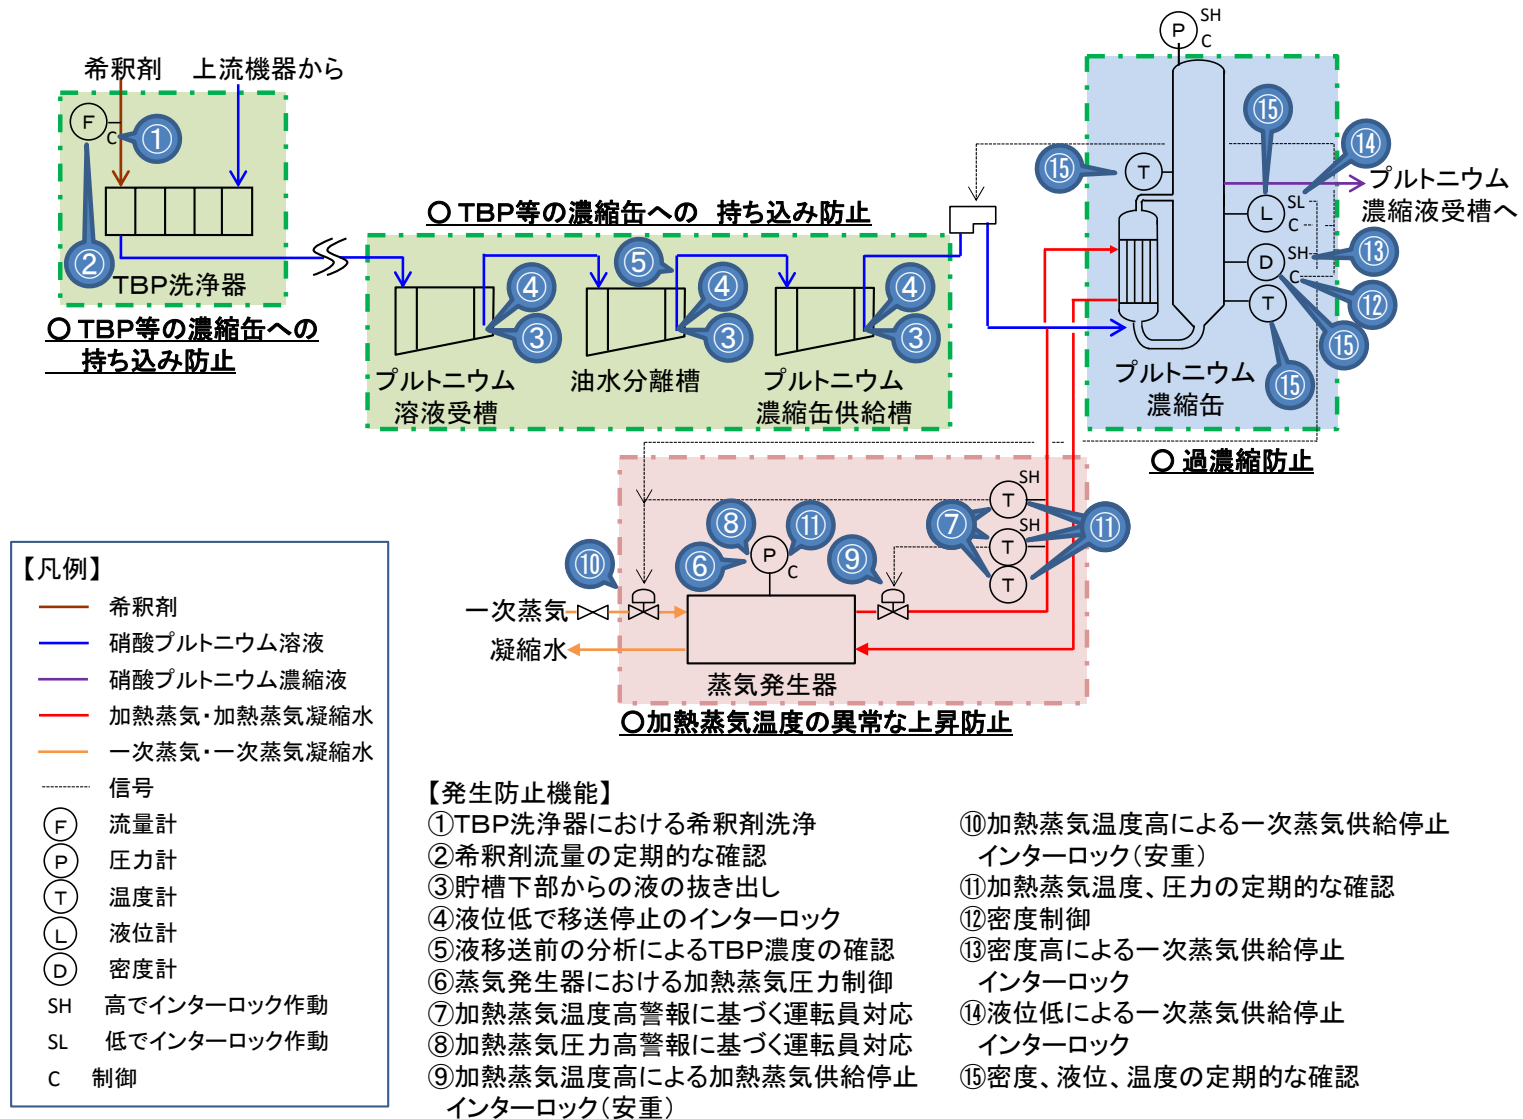 希釈剤
上流機器から
F
C
①
②
TBP洗浄器
○ TBP等の濃縮缶への
持ち込み防止
○ TBP等の濃縮缶への 持ち込み防止
⑤
④
③
④
③
④
③
プルトニウム
溶液受槽
油水分離槽
プルトニウム
濃縮缶供給槽
P
SH
C
⑮
T
⑮
⑭
プルトニウム
濃縮液受槽へ
L
SL
C
D
SH
C
⑬
⑫
T
⑮
⑮
プルトニウム
濃縮缶
○ 過濃縮防止
T
SH
T
SH
T
⑦
⑪
⑧
⑪
P
C
⑥
⑨
⑩
一次蒸気
凝縮水
蒸気発生器
○加熱蒸気温度の異常な上昇防止
【凡例】
希釈剤
硝酸プルトニウム溶液
硝酸プルトニウム濃縮液
加熱蒸気・加熱蒸気凝縮水
一次蒸気・一次蒸気凝縮水
信号
F 流量計
P 圧力計
T 温度計
L 液位計
D 密度計
SH 高でインターロック作動
SL 低でインターロック作動
C 制御
【発生防止機能】
①TBP洗浄器における希釈剤洗浄
②希釈剤流量の定期的な確認
③貯槽下部からの液の抜き出し
④液位低で移送停止のインターロック
⑤液移送前の分析によるTBP濃度の確認
⑥蒸気発生器における加熱蒸気圧力制御
⑦加熱蒸気温度高警報に基づく運転員対応
⑧加熱蒸気圧力高警報に基づく運転員対応
⑨加熱蒸気温度高による加熱蒸気供給停止
インターロック(安重)
⑩加熱蒸気温度高による一次蒸気供給停止
インターロック(安重)
⑪加熱蒸気温度、圧力の定期的な確認
⑫密度制御
⑬密度高による一次蒸気供給停止
インターロック
⑭液位低による一次蒸気供給停止
インターロック
⑮密度、液位、温度の定期的な確認